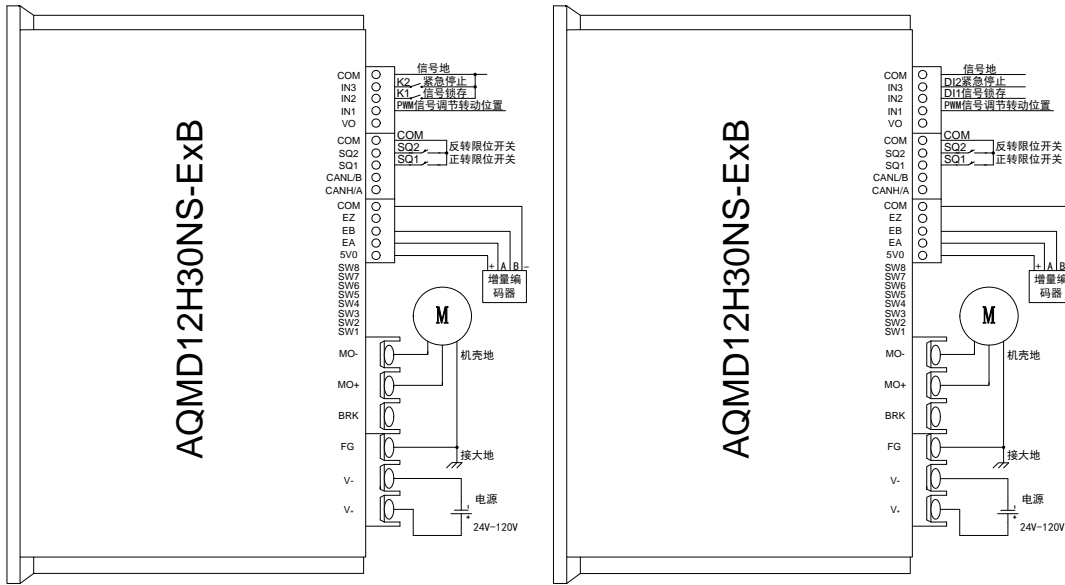 AQMD12H30NS-ExB
COM
IN3
IN2
IN1
VO
COM
SQ2
SQ1
CANL/B
CANH/A
COM
EZ
EB
EA
5V0
SW8
SW7
SW6
SW5
SW4
SW3
SW2
SW1
MO-
MO+
BRK
FG
V-
V+
信号地
K2 紧急停止
K1 信号锁存
PWM信号调节转动位置
COM
SQ2 反转限位开关
SQ1 正转限位开关
+ A B -
增量编
码器
M
机壳地
接大地
电源
- +
24V-120V
AQMD12H30NS-ExB
COM
IN3
IN2
IN1
VO
COM
SQ2
SQ1
CANL/B
CANH/A
COM
EZ
EB
EA
5V0
SW8
SW7
SW6
SW5
SW4
SW3
SW2
SW1
MO-
MO+
BRK
FG
V-
V+
信号地
DI2紧急停止
DI1信号锁存
PWM信号调节转动位置
COM
SQ2 反转限位开关
SQ1 正转限位开关
+ A B
增量编
码器
M
机壳地
接大地
电源
- +
24V-120V